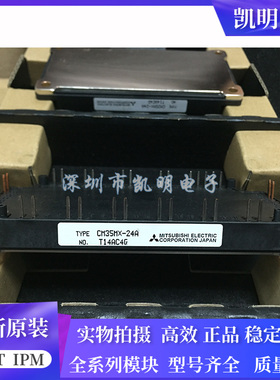 凯明
深圳市凯明电子
TYPE CM35MX-24A
NO. T14AC4G
MITSUBISHI ELECTRIC
CORPORATION JAPAN
新原装
实物拍摄 高效 正品 稳定
T IPM
全系列模块 型号齐全 质